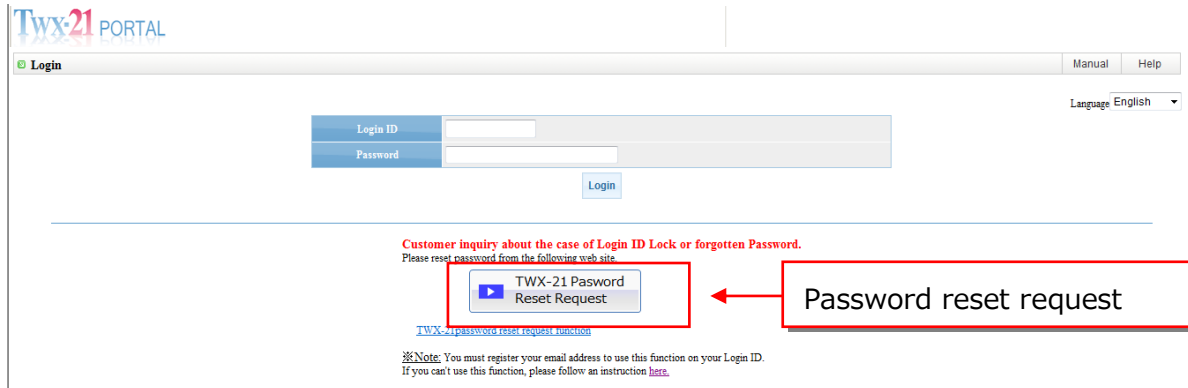 Twx-21 PORTAL
Login
Manual Help
Language English
Login ID
Password
Login
Customer inquiry about the case of Login ID Lock or forgotten Password.
Please reset password from the following web site.
TWX-21 Pasword
Reset Request
Password reset request
TWX-21password reset request function
※Note: You must register your email address to use this function on your Login ID.
If you can't use this function, please follow an instruction here.